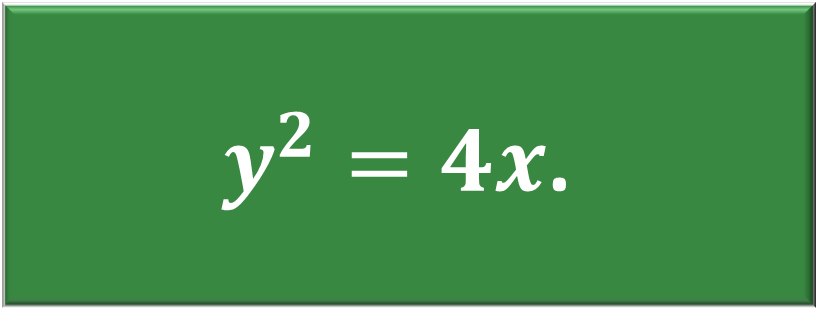 y² = 4x.